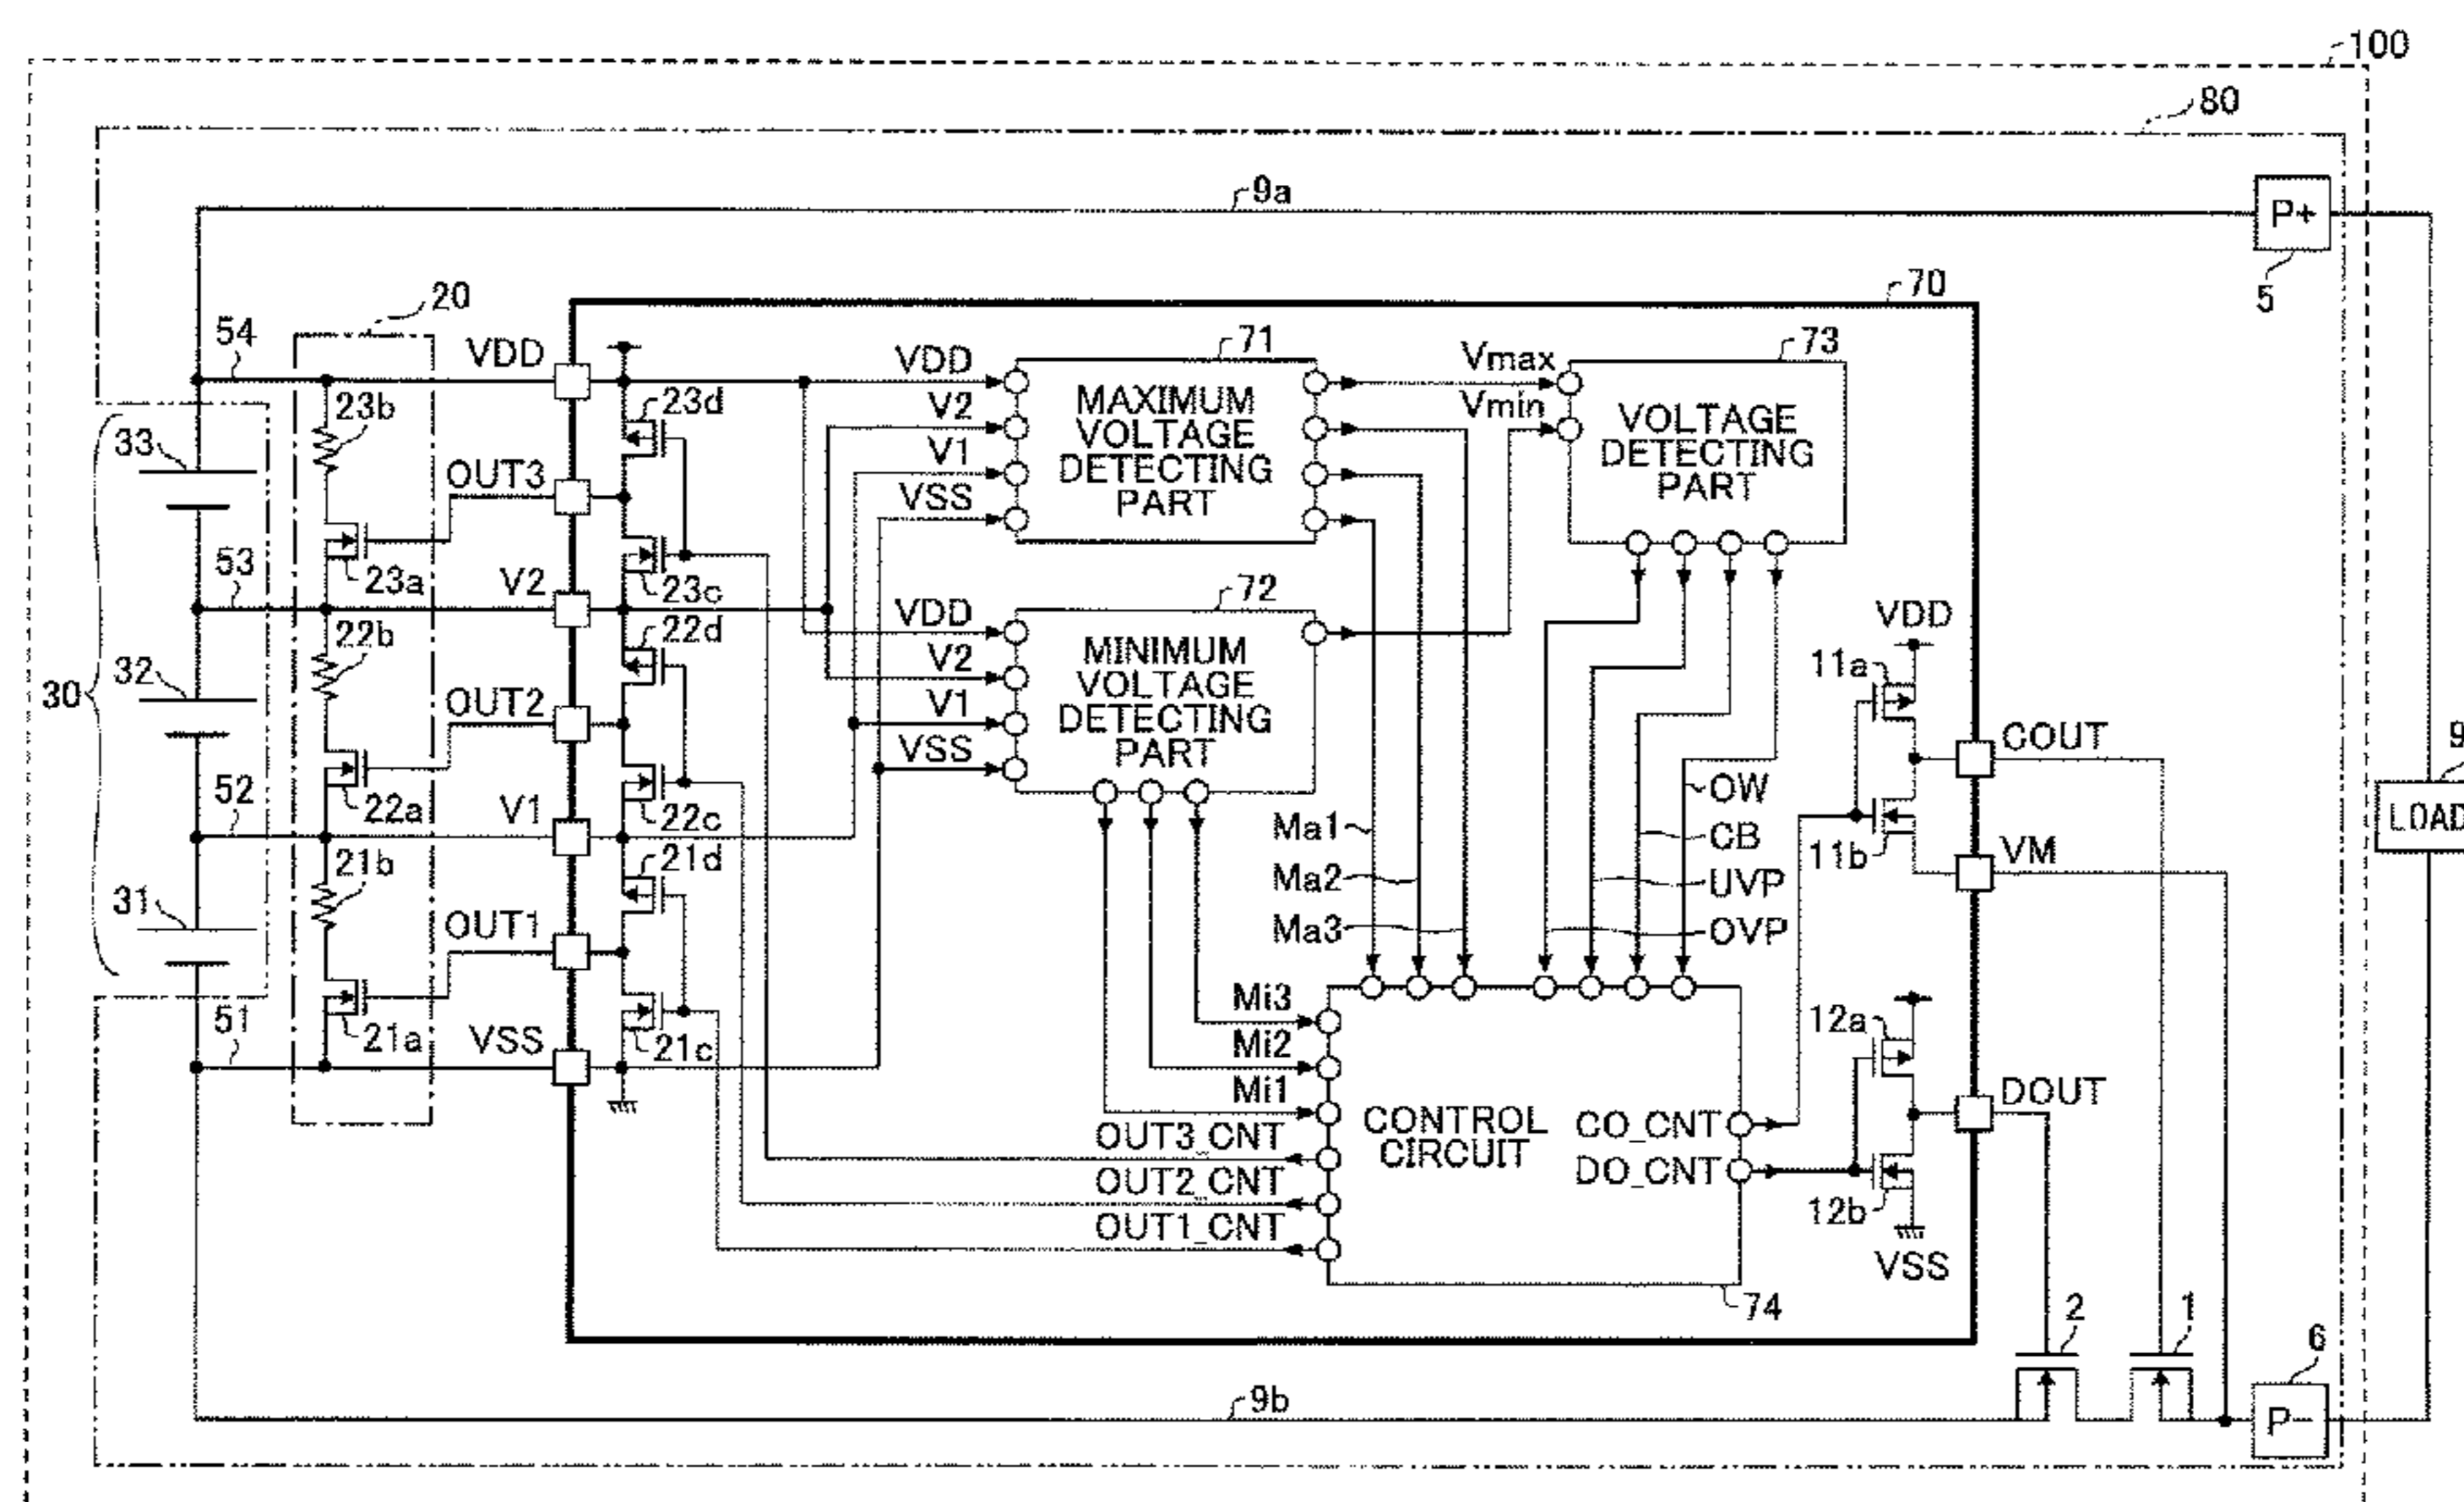 100
80
9a
P+
5
20
70
54
VDD
VDD
71
Vmax
73
23b
23d
V2
MAXIMUM
VOLTAGE
DETECTING
PART
Vmin
VOLTAGE
DETECTING
PART
33
V1
OUT3
VSS
53
23a
V2
23c
VDD
72
22b
22d
V2
MINIMUM
VOLTAGE
DETECTING
PART
VDD
11a
30
32
OUT2
V1
VSS
COUT
9
52
22a
V1
22c
Ma1
OW
CB
11b
VM
LOAD
21b
21d
Ma2
UVP
31
OUT1
Ma3
OVP
51
21a
VSS
21c
Mi3
Mi2
Mi1
12a
DOUT
OUT3_CNT
OUT2_CNT
OUT1_CNT
CONTROL
CIRCUIT
CO_CNT
DO_CNT
12b
VSS
74
2
1
6
9b
P−